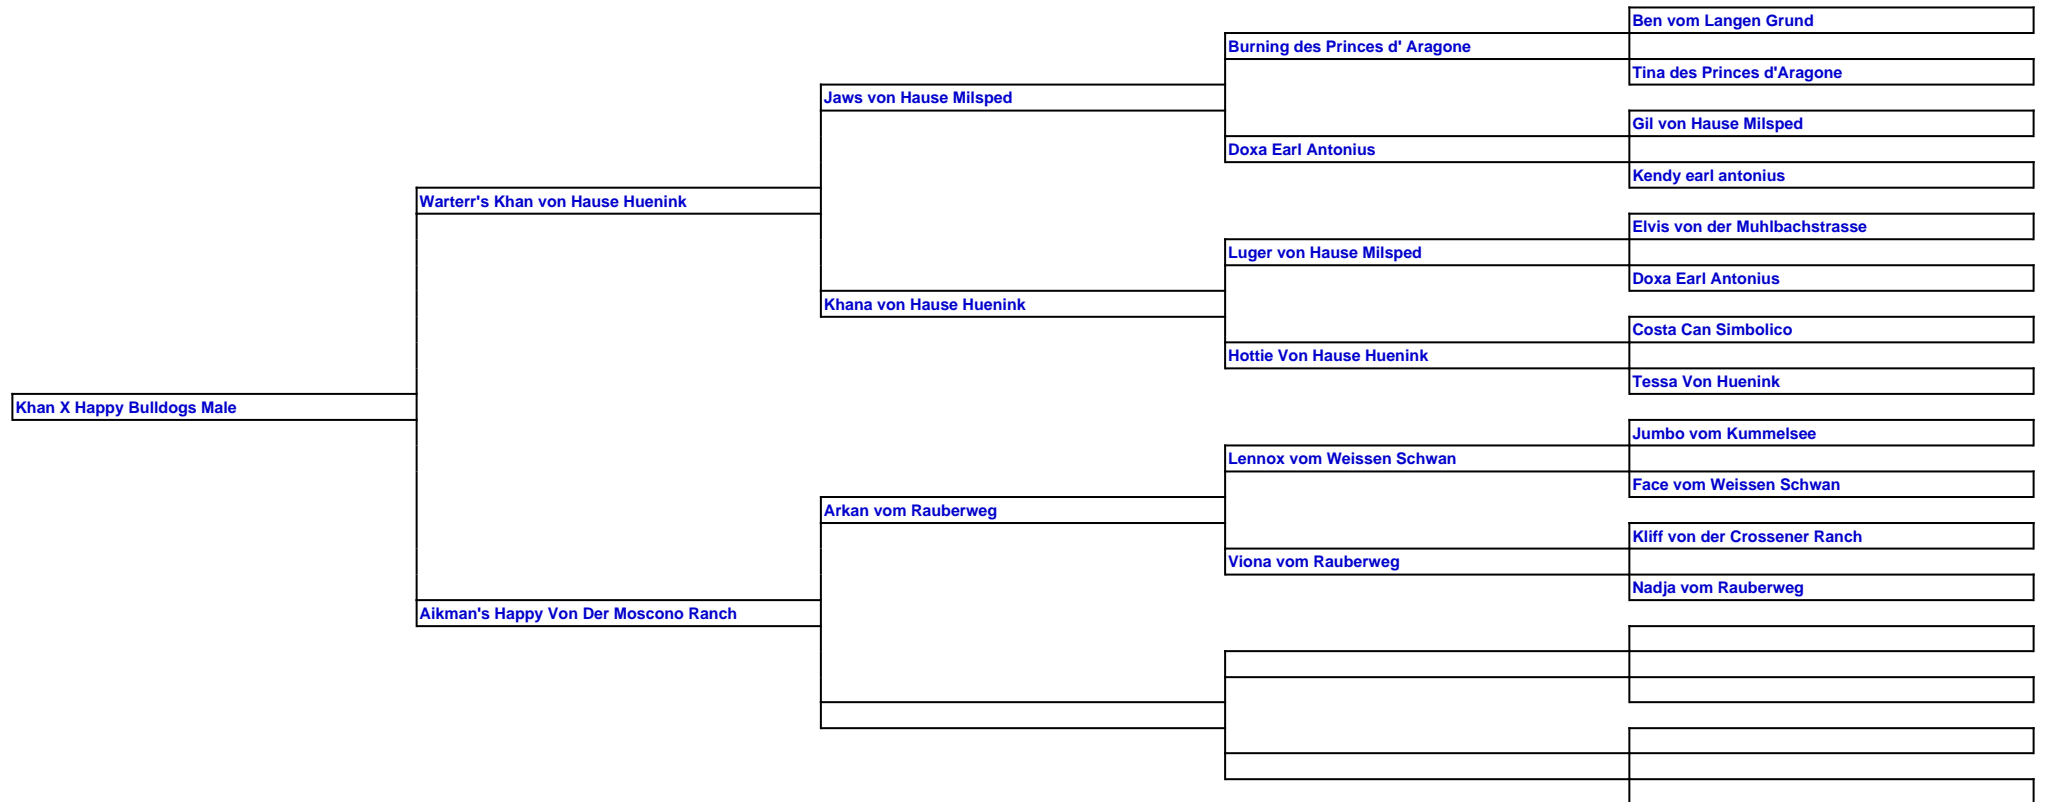 Ben vom Langen Grund
Burning des Princes d' Aragone
Tina des Princes d'Aragone
Jaws von Hause Milsped
Gil von Hause Milsped
Doxa Earl Antonius
Kendy earl antonius
Warterr's Khan von Hause Huenink
Elvis von der Muhlbachstrasse
Luger von Hause Milsped
Doxa Earl Antonius
Khana von Hause Huenink
Costa Can Simbolico
Hottie Von Hause Huenink
Tessa Von Huenink
Khan X Happy Bulldogs Male
Jumbo vom Kummelsee
Lennox vom Weissen Schwan
Face vom Weissen Schwan
Arkan vom Rauberweg
Kliff von der Crossener Ranch
Viona vom Rauberweg
Nadja vom Rauberweg
Aikman's Happy Von Der Moscono Ranch